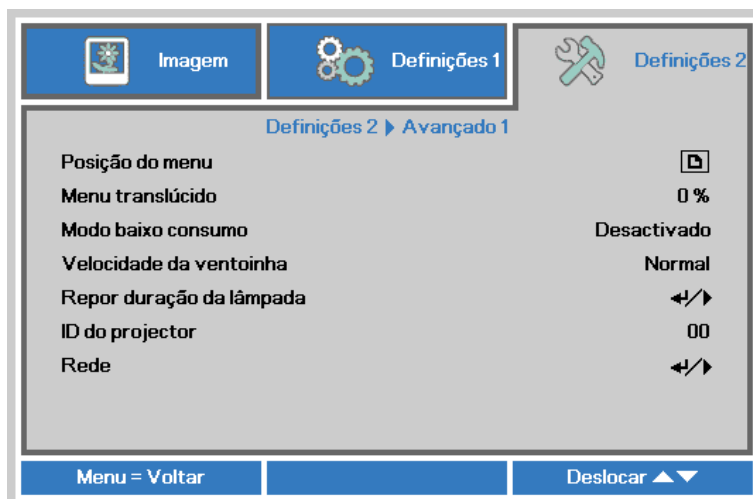 Imagem Definições 1 Definições 2
Definições 2 ▶ Avançado 1
Posição do menu
Menu translúcido 0 %
Modo baixo consumo Desactivado
Velocidade da ventoinha Normal
Repor duração da lâmpada ↵/▶
ID do projector 00
Rede ↵/▶
Menu = Voltar Deslocar ▲▼